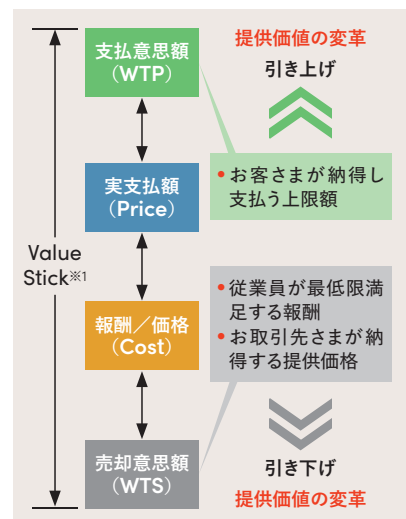 支払意思額
（WTP）
提供価値の変革
引き上げ
実支払額
（Price）
•お客さまが納得し
支払う上限額
Value
Stick※1
報酬／価格
（Cost）
•従業員が最低限満
足する報酬
•お取引先さまが納
得する提供価格
売却意思額
（WTS）
引き下げ
提供価値の変革